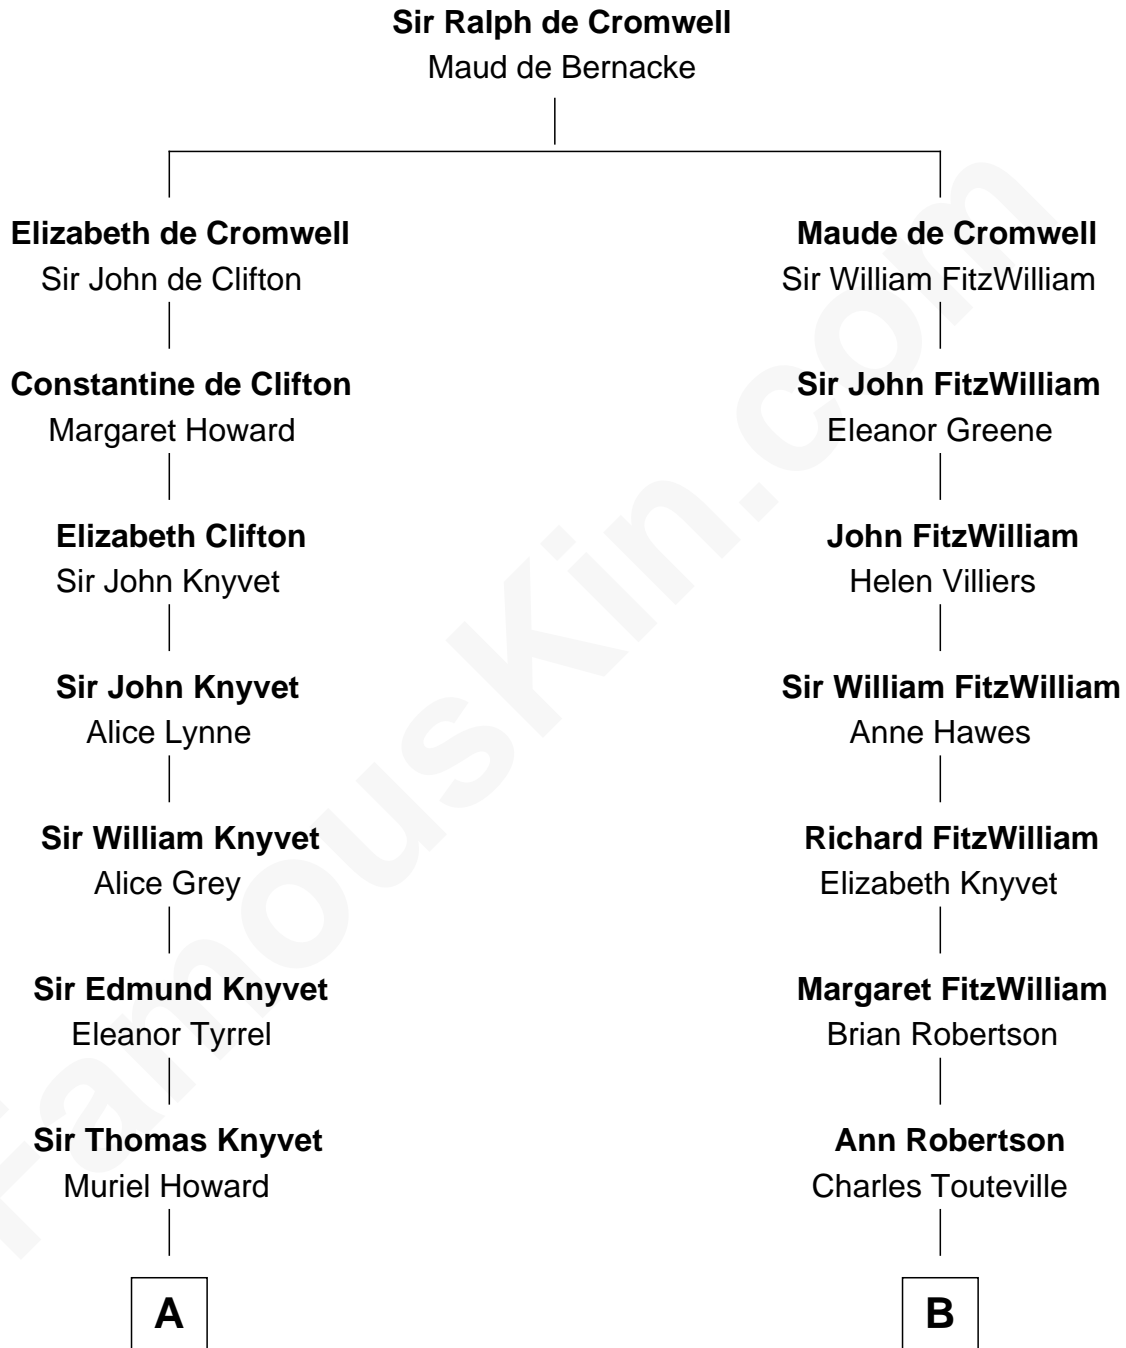 Sir Ralph de Cromwell
Maud de Bernacke
Elizabeth de Cromwell
Sir John de Clifton
Maude de Cromwell
Sir William FitzWilliam
Constantine de Clifton
Margaret Howard
Sir John FitzWilliam
Eleanor Greene
Elizabeth Clifton
Sir John Knyvet
John FitzWilliam
Helen Villiers
Sir John Knyvet
Alice Lynne
Sir William FitzWilliam
Anne Hawes
Sir William Knyvet
Alice Grey
Richard FitzWilliam
Elizabeth Knyvet
Sir Edmund Knyvet
Eleanor Tyrrel
Margaret FitzWilliam
Brian Robertson
Sir Thomas Knyvet
Muriel Howard
Ann Robertson
Charles Touteville
A
B
FamousKin.com